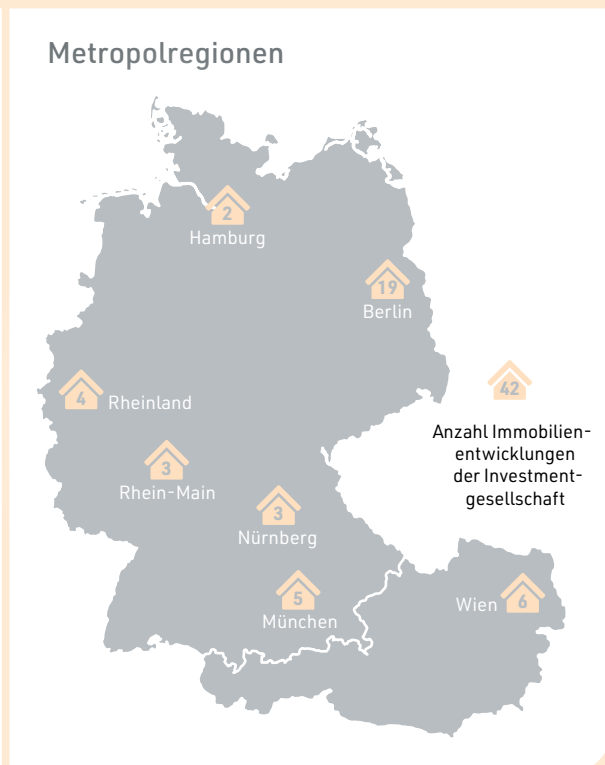 Metropolregionen
2
Hamburg
19
Berlin
4 Rheinland
42
Anzahl Immobilien-
entwicklungen
der Investment-
gesellschaft
3
Rhein-Main
3
Nürnberg
5
München
Wien 6